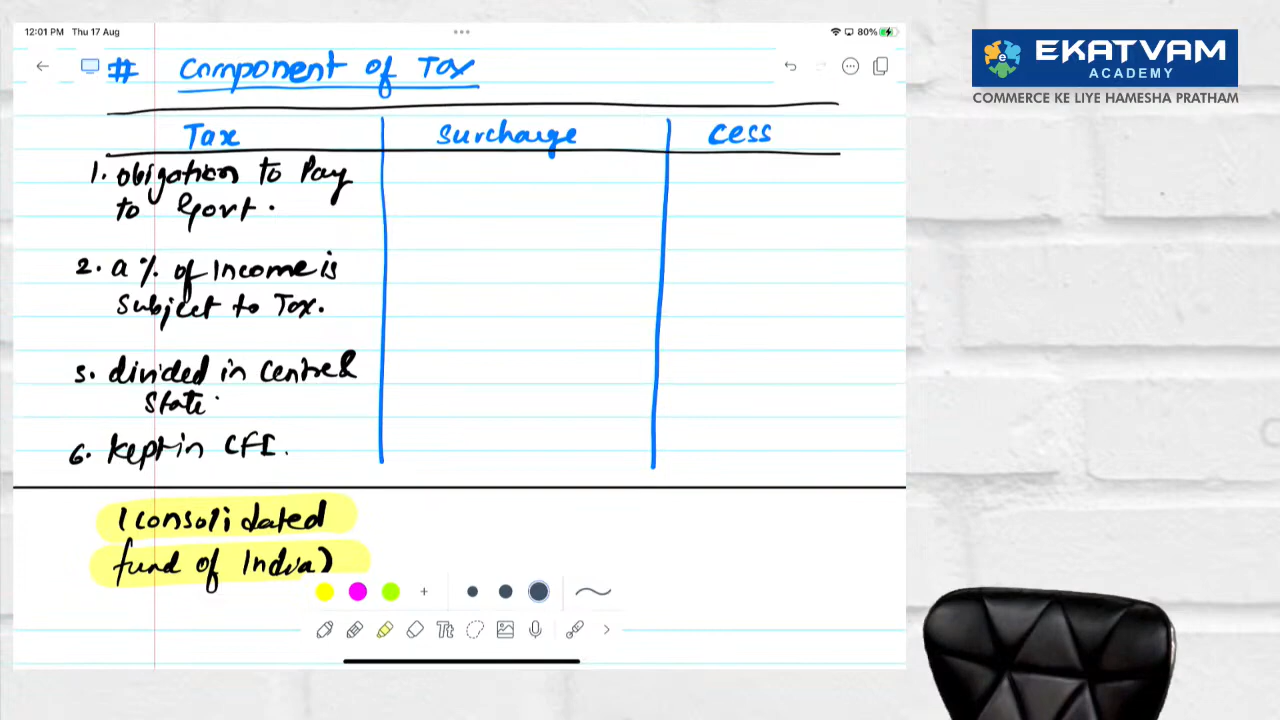 12:01 PM Thu 17 Aug
80%
# Component of Tax
Tax Surcharge Cess
1. obigation to Pay
to Govt.
2. a % of Income is
subject to Tax.
5. divided in Centre &
State.
6. kept in CFI.
(consolidated
fund of India)
Tt
EKATVAM
ACADEMY
COMMERCE KE LIYE HAMESHA PRATHAM